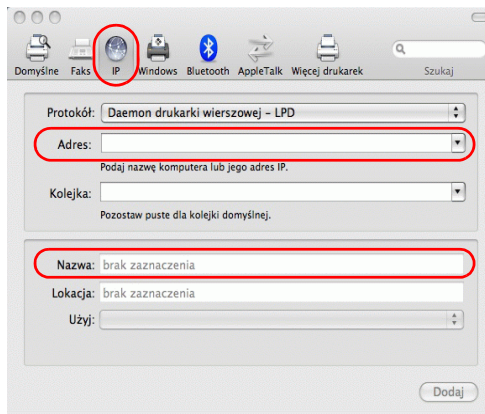 Domyślne Faks IP Windows Bluetooth AppleTalk Więcej drukarek Szukaj
Protokół: Daemon drukarki wierszowej – LPD
Adres:
Podaj nazwę komputera lub jego adres IP.
Kolejka:
Pozostaw puste dla kolejki domyślnej.
Nazwa: brak zaznaczenia
Lokacja: brak zaznaczenia
Użyj:
Dodaj